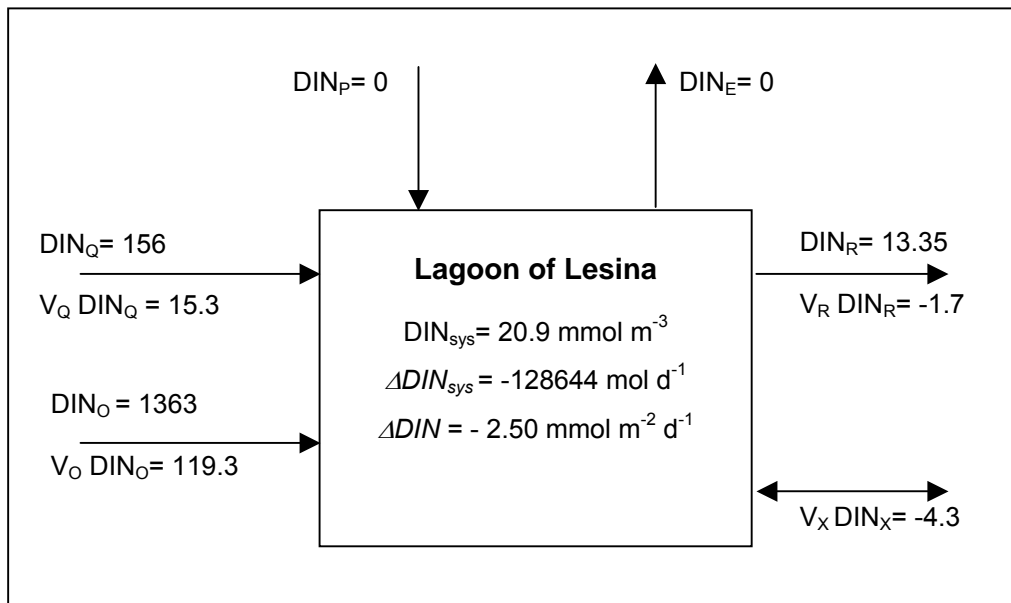 DIN_P= 0
DIN_E= 0
DIN_Q= 156
V_Q DIN_Q = 15.3
DIN_O = 1363
V_O DIN_O= 119.3
Lagoon of Lesina
DIN_sys= 20.9 mmol m^-3
ΔDIN_sys = -128644 mol d^-1
ΔDIN = - 2.50 mmol m^-2 d^-1
DIN_R= 13.35
V_R DIN_R= -1.7
V_X DIN_X= -4.3